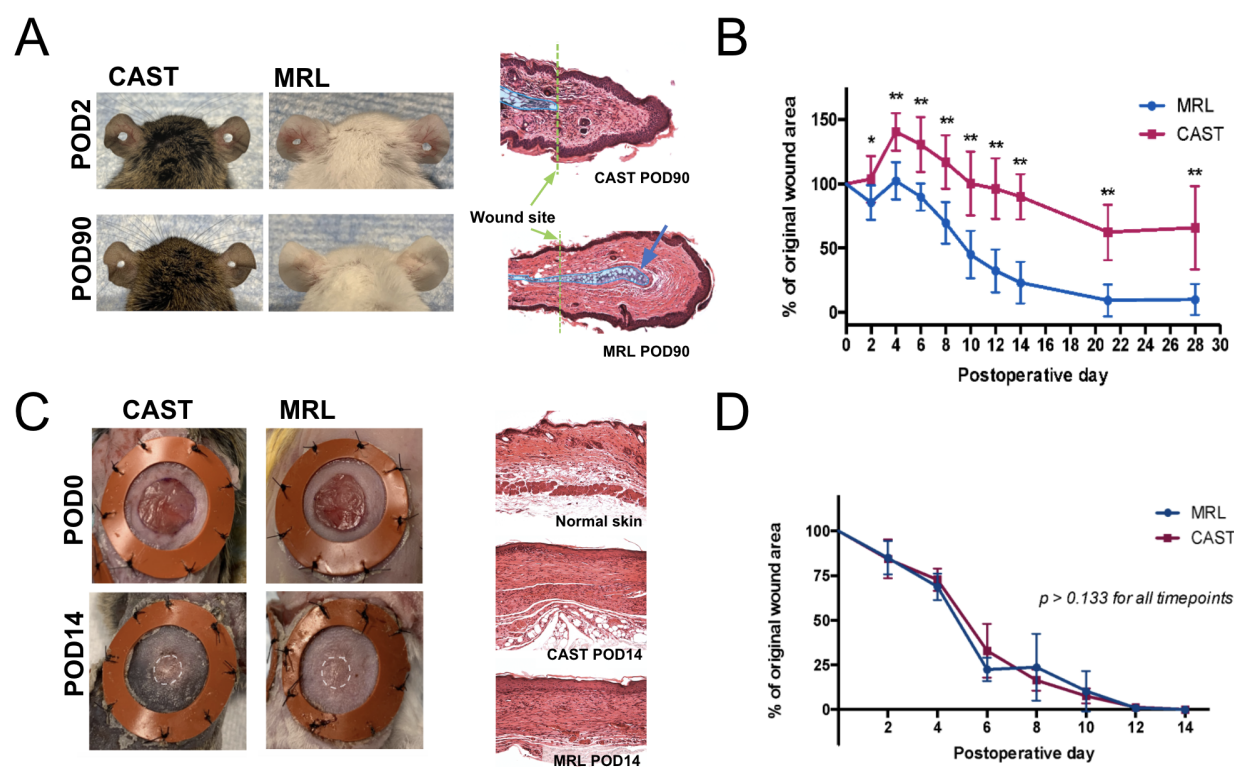 A
CAST
MRL
POD2
POD90
CAST POD90
Wound site
MRL POD90
B
% of original wound area
150
100
50
0
MRL
CAST
*
**
**
**
**
**
**
**
**
0 2 4 6 8 10 12 14 16 18 20 22 24 26 28 30
Postoperative day
C
CAST
MRL
POD0
POD14
Normal skin
CAST POD14
MRL POD14
D
% of original wound area
100
75
50
25
0
MRL
CAST
p > 0.133 for all timepoints
2 4 6 8 10 12 14
Postoperative day